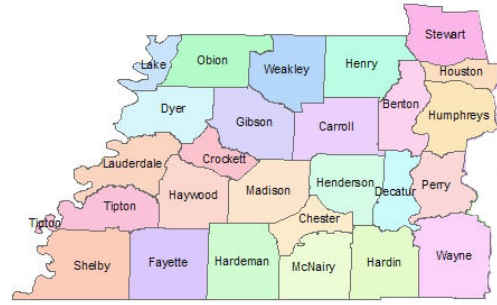 Stewart
Lake
Obion
Weakley
Henry
Houston
Dyer
Gibson
Carroll
Benton
Humphreys
Lauderdale
Crockett
Haywood
Madison
Henderson
Decatur
Perry
Tipton
Tipton
Chester
Shelby
Fayette
Hardeman
McNairy
Hardin
Wayne